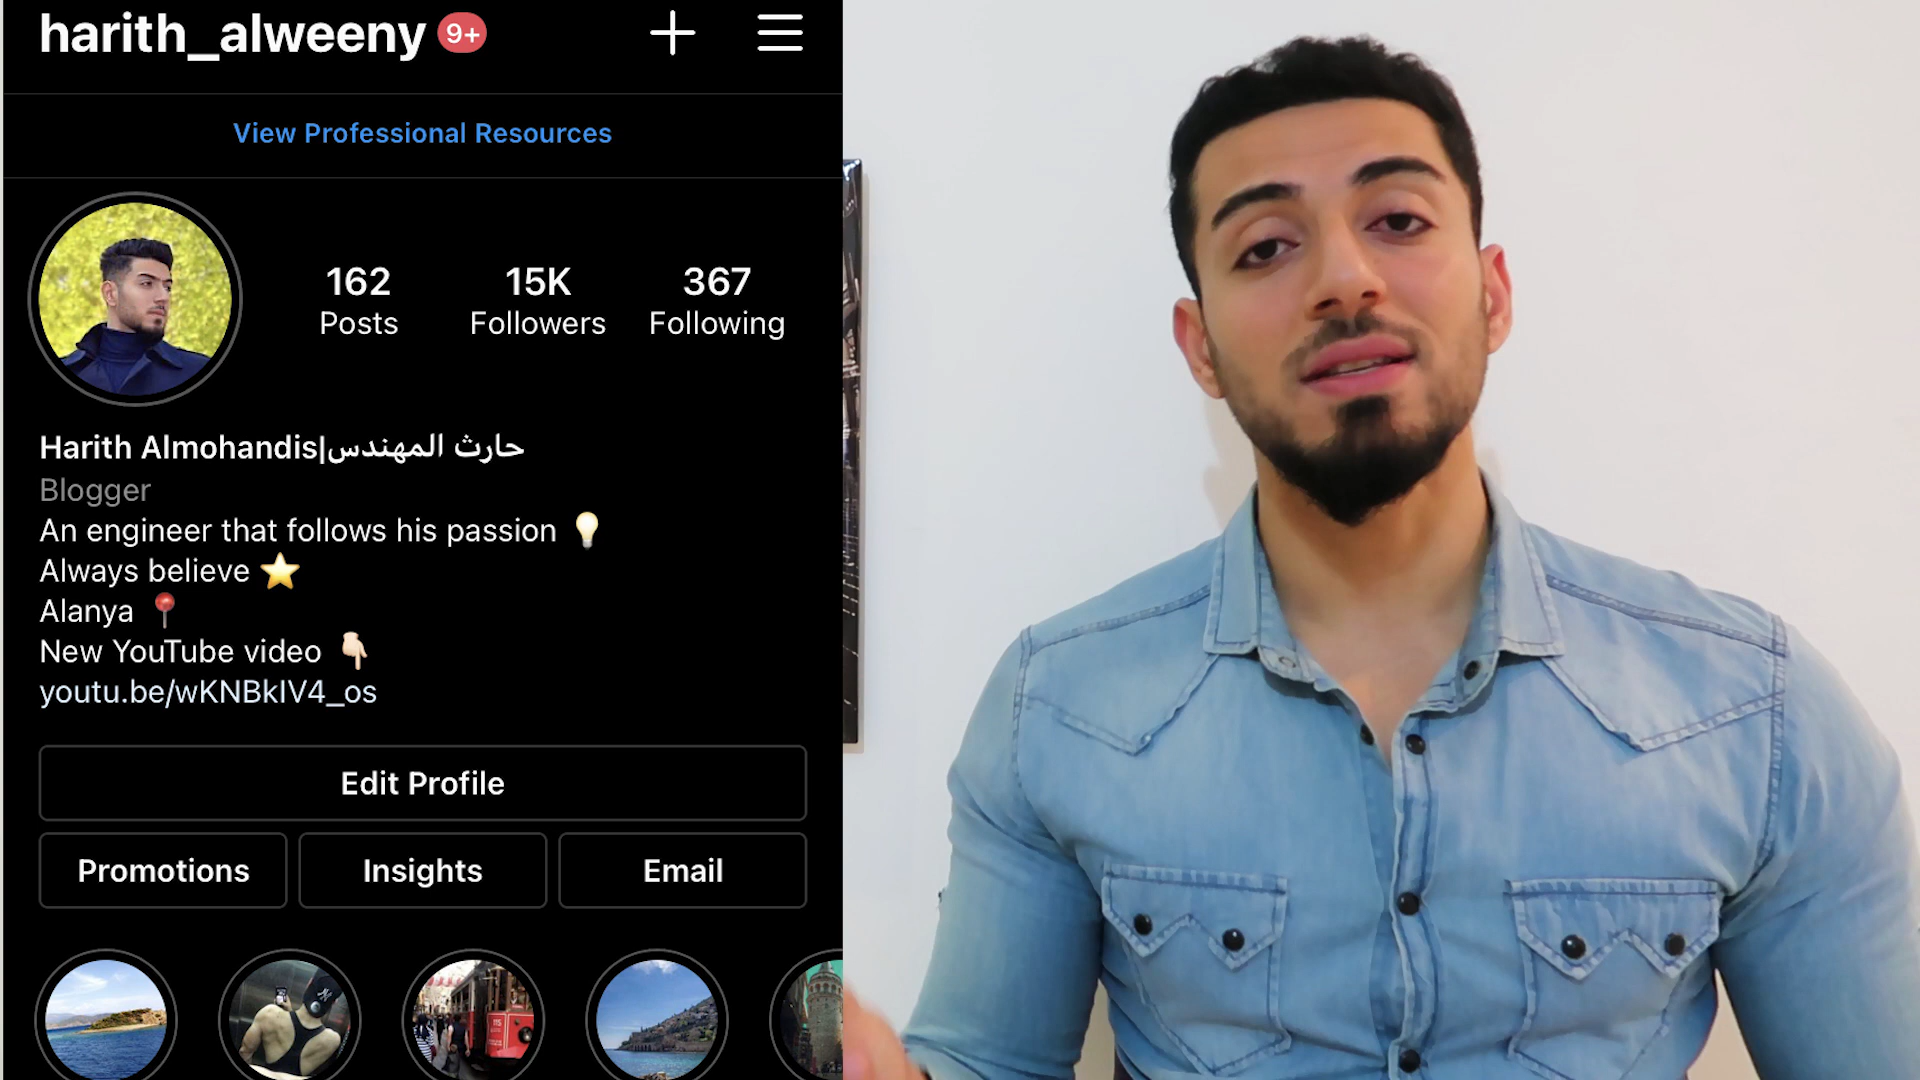 harith_alweeny 9+
View Professional Resources
162 15K 367
Posts Followers Following
Harith Almohandis|حارث المهندس
Blogger
An engineer that follows his passion 💡
Always believe ⭐
Alanya 📍
New YouTube video 👇🏻
youtu.be/wKNBkIV4_os
Edit Profile
Promotions Insights Email